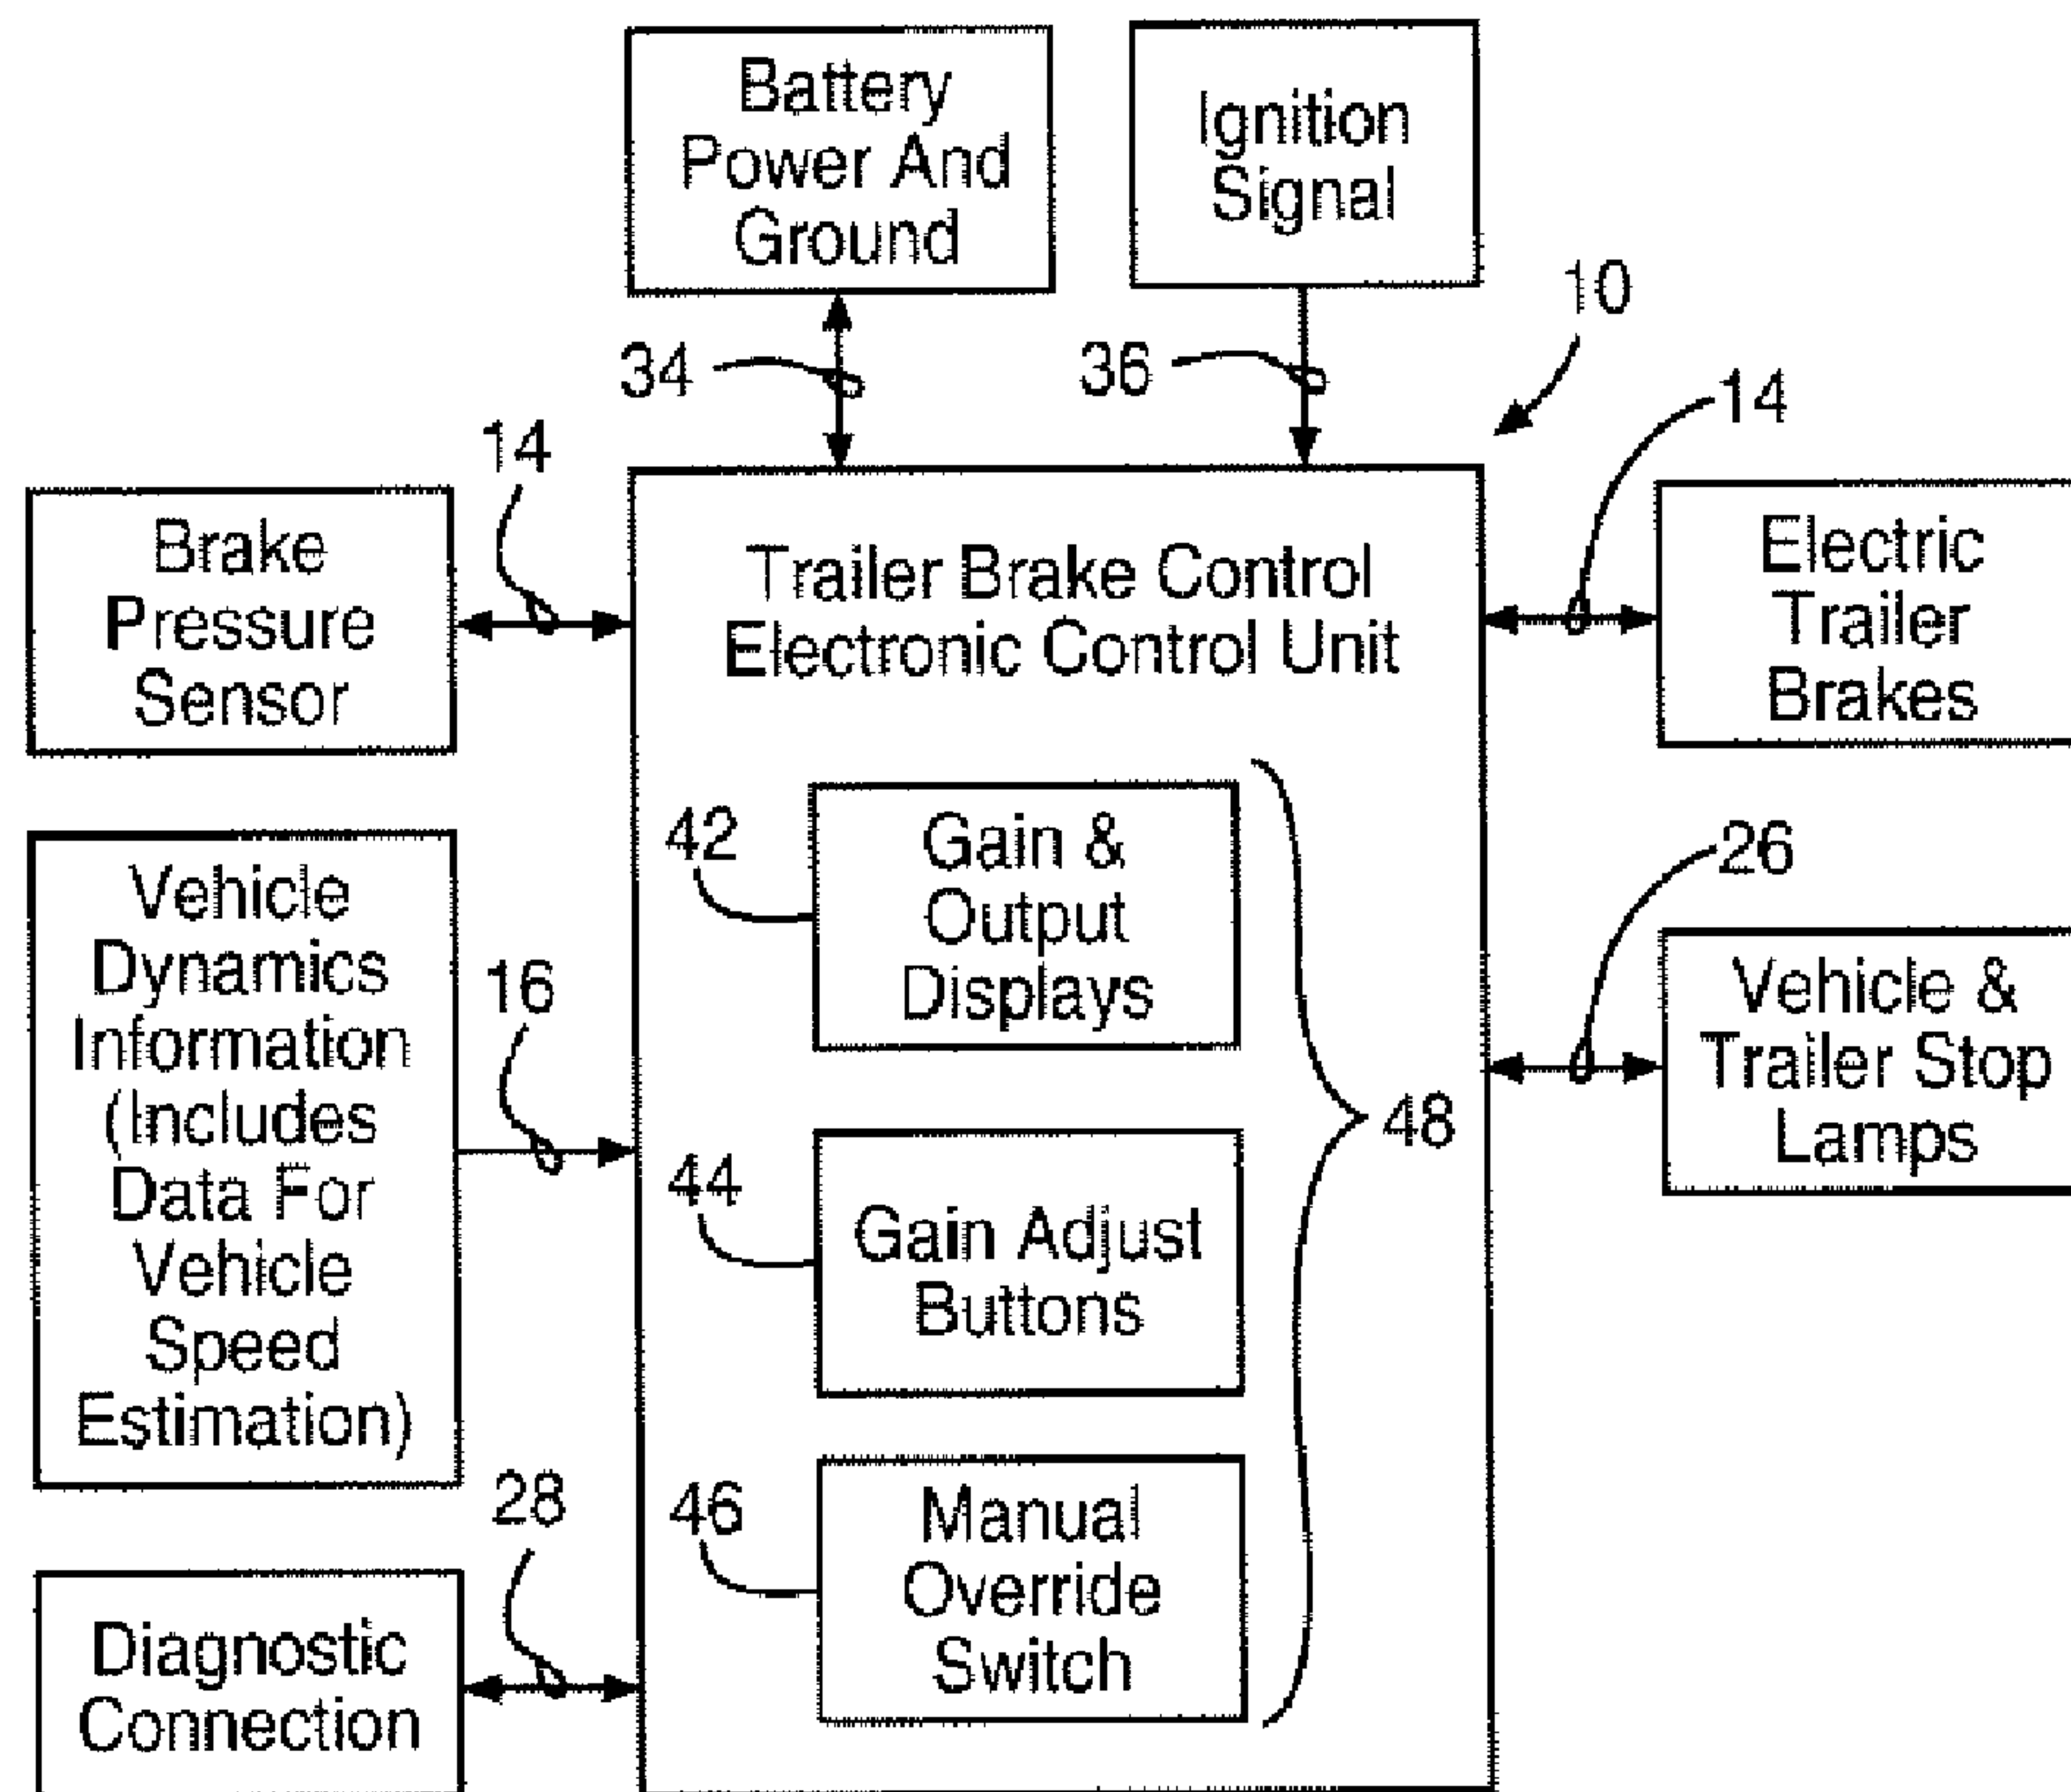 Battery
Power And
Ground
Ignition
Signal
10
34
36
14
14
Brake
Pressure
Sensor
Trailer Brake Control
Electronic Control Unit
Electric
Trailer
Brakes
42
Gain &
Output
Displays
26
Vehicle
Dynamics
Information
(Includes
Data For
Vehicle
Speed
Estimation)
16
48
Vehicle &
Trailer Stop
Lamps
44
Gain Adjust
Buttons
28
46
Manual
Override
Switch
Diagnostic
Connection